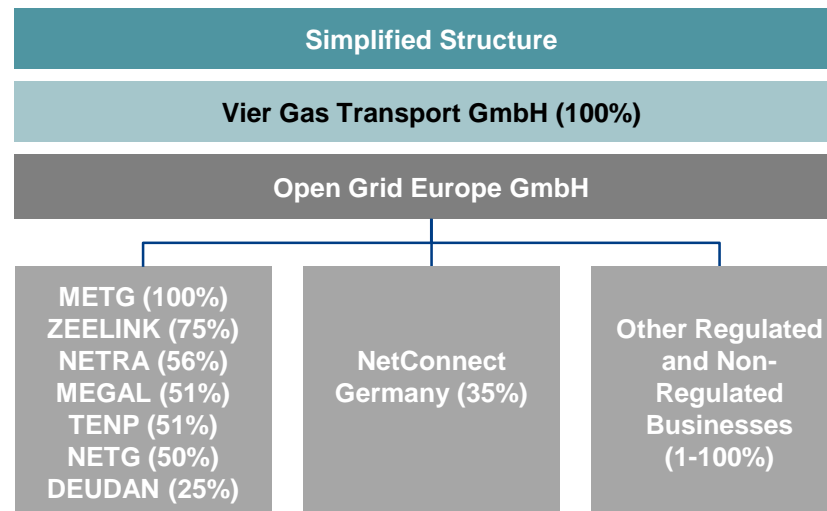 Simplified Structure
Vier Gas Transport GmbH (100%)
Open Grid Europe GmbH
METG (100%)
ZEELINK (75%)
NETRA (56%)
MEGAL (51%)
TENP (51%)
NETG (50%)
DEUDAN (25%)
NetConnect
Germany (35%)
Other Regulated
and Non-
Regulated
Businesses
(1-100%)